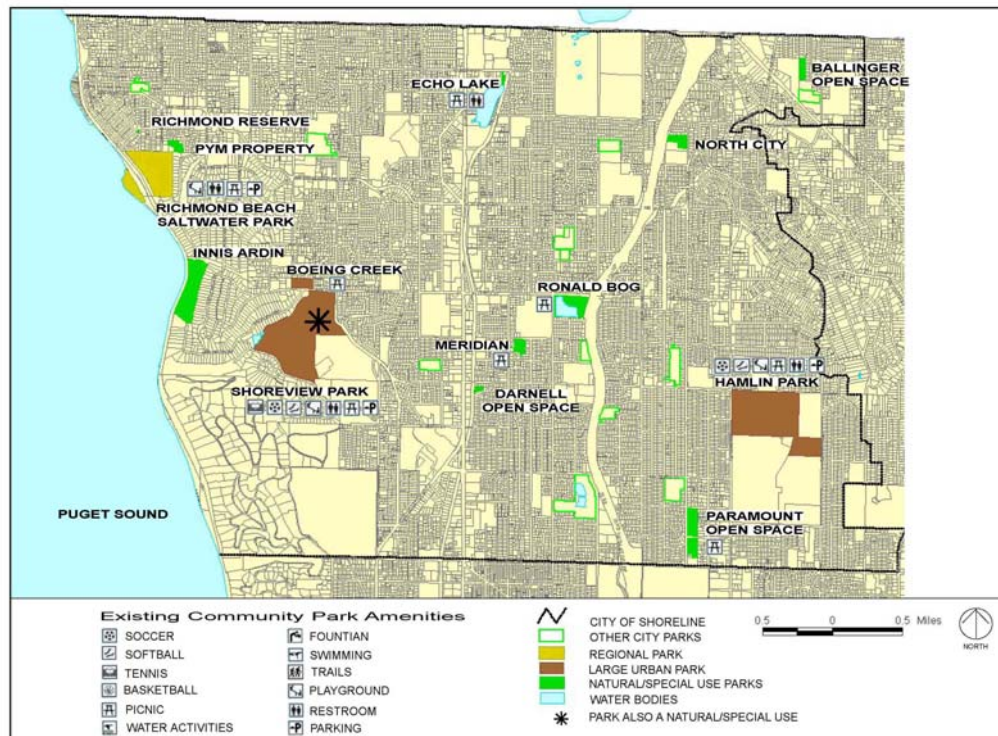 ECHO LAKE
BALLINGER
OPEN SPACE
RICHMOND RESERVE
PYM PROPERTY
NORTH CITY
RICHMOND BEACH
SALTWATER PARK
INNIS ARDIN
BOEING CREEK
RONALD BOG
MERIDIAN
HAMLIN PARK
SHOREVIEW PARK
DARNELL
OPEN SPACE
PUGET SOUND
PARAMOUNT
OPEN SPACE
Existing Community Park Amenities
SOCCER
SOFTBALL
TENNIS
BASKETBALL
PICNIC
WATER ACTIVITIES
FOUNTIAN
SWIMMING
TRAILS
PLAYGROUND
RESTROOM
PARKING
CITY OF SHORELINE
OTHER CITY PARKS
REGIONAL PARK
LARGE URBAN PARK
NATURAL/SPECIAL USE PARKS
WATER BODIES
PARK ALSO A NATURAL/SPECIAL USE
0.5 0 0.5 Miles
NORTH